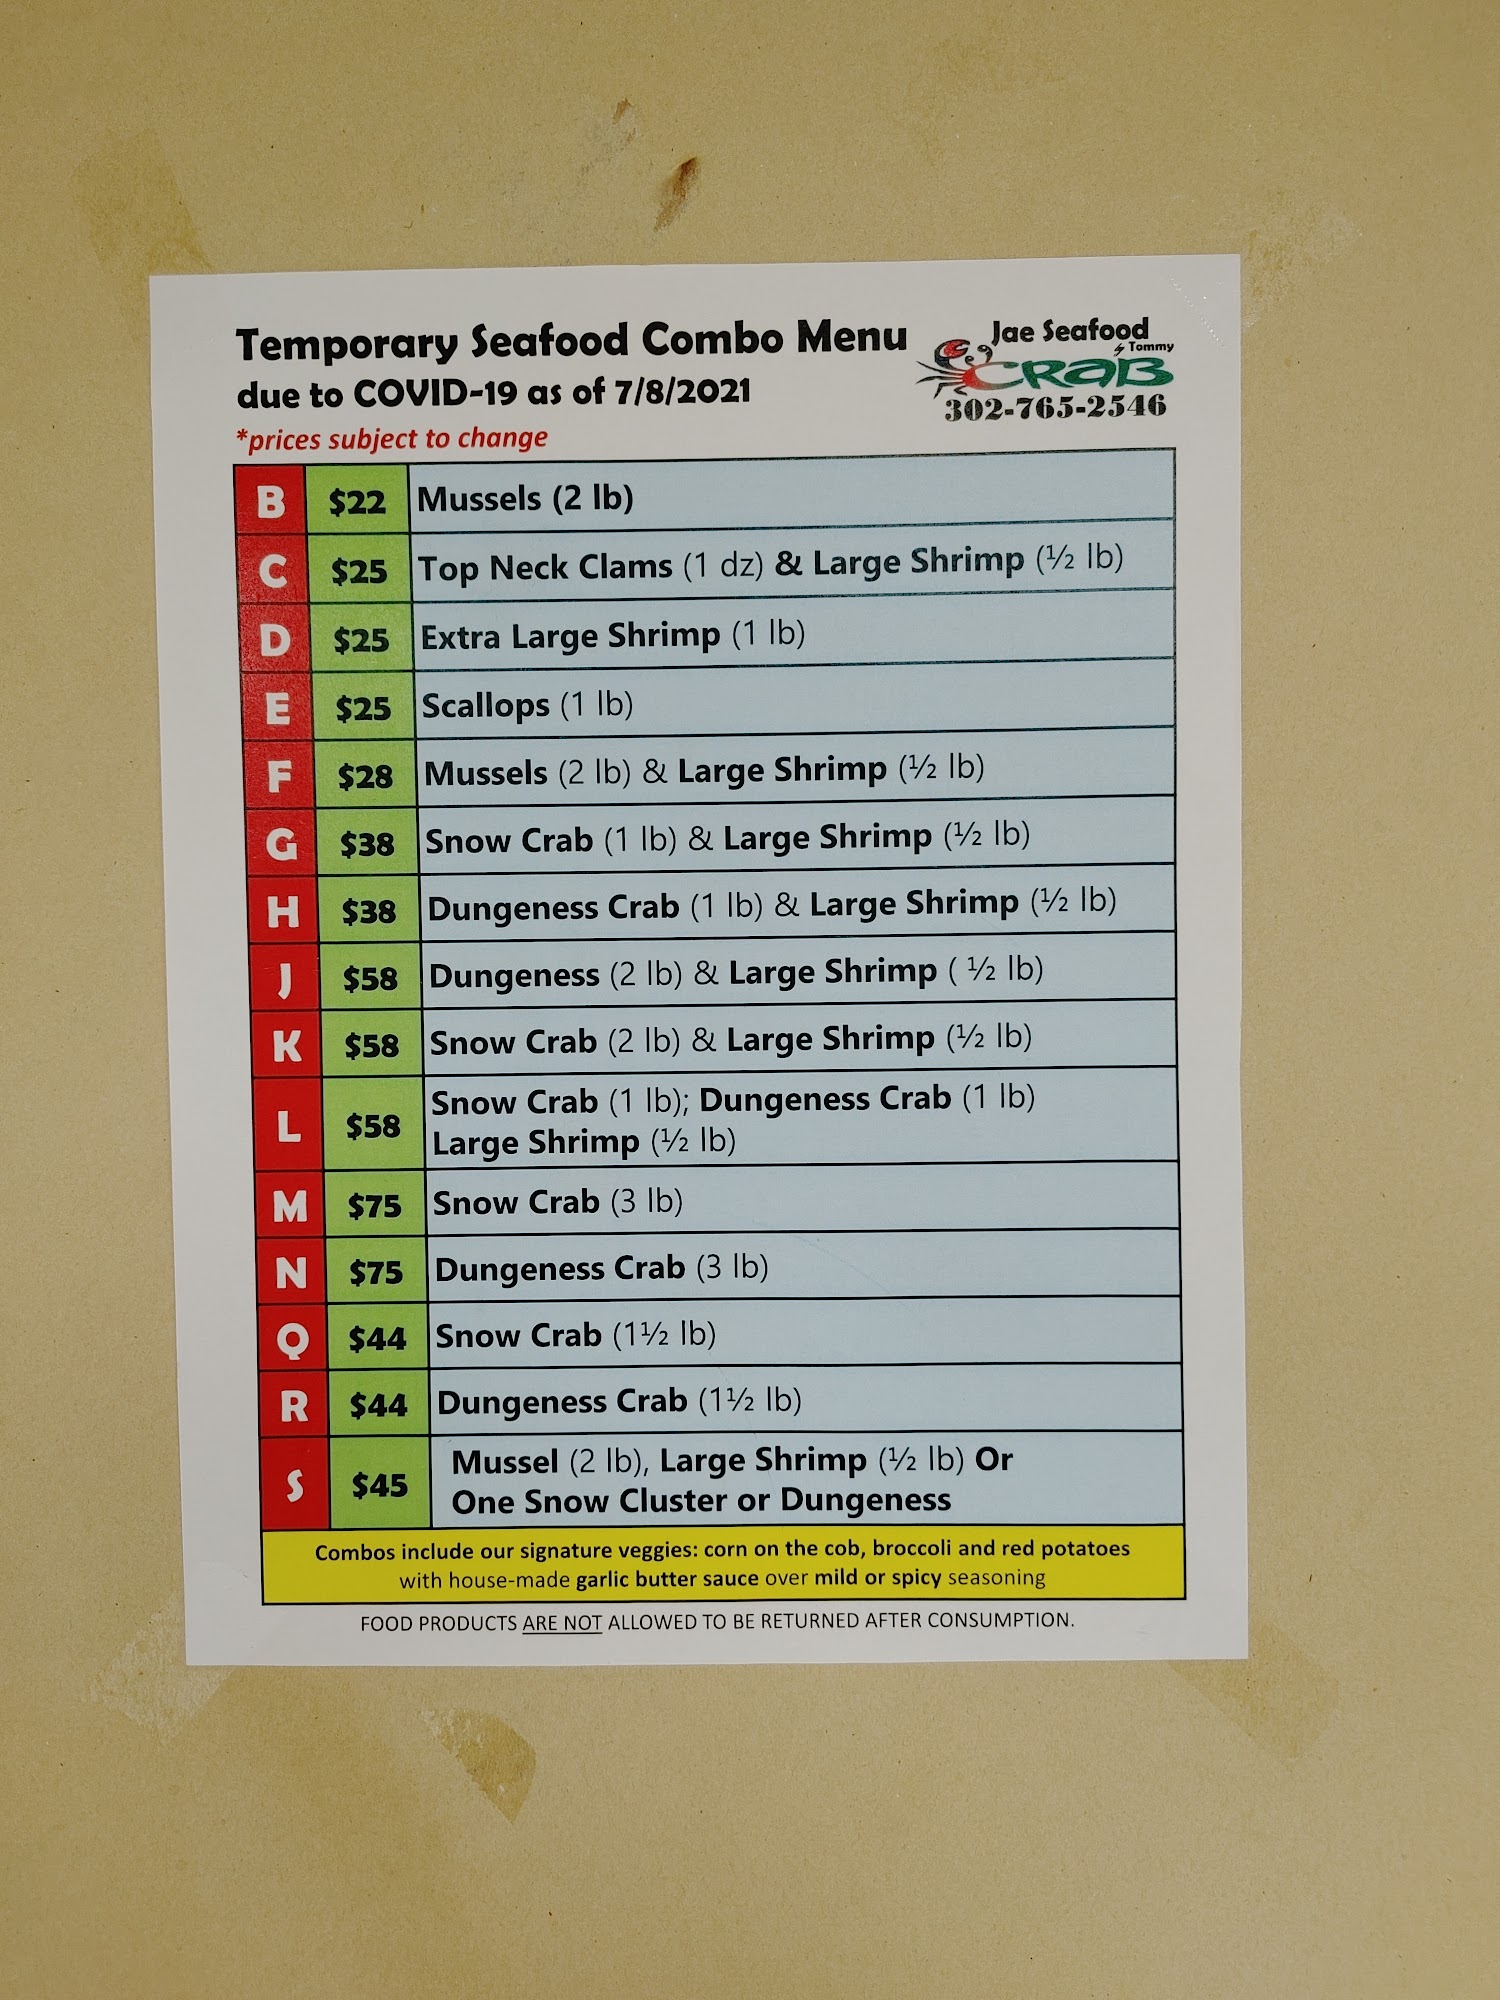 Temporary Seafood Combo Menu
due to COVID-19 as of 7/8/2021
*prices subject to change
Jae Seafood
by Tommy
CRAB
302-765-2546
B $22 Mussels (2 lb)
C $25 Top Neck Clams (1 dz) & Large Shrimp (½ lb)
D $25 Extra Large Shrimp (1 lb)
E $25 Scallops (1 lb)
F $28 Mussels (2 lb) & Large Shrimp (½ lb)
G $38 Snow Crab (1 lb) & Large Shrimp (½ lb)
H $38 Dungeness Crab (1 lb) & Large Shrimp (½ lb)
J $58 Dungeness (2 lb) & Large Shrimp ( ½ lb)
K $58 Snow Crab (2 lb) & Large Shrimp (½ lb)
L $58 Snow Crab (1 lb); Dungeness Crab (1 lb)
Large Shrimp (½ lb)
M $75 Snow Crab (3 lb)
N $75 Dungeness Crab (3 lb)
Q $44 Snow Crab (1½ lb)
R $44 Dungeness Crab (1½ lb)
S $45 Mussel (2 lb), Large Shrimp (½ lb) Or
One Snow Cluster or Dungeness
Combos include our signature veggies: corn on the cob, broccoli and red potatoes
with house-made garlic butter sauce over mild or spicy seasoning
FOOD PRODUCTS ARE NOT ALLOWED TO BE RETURNED AFTER CONSUMPTION.